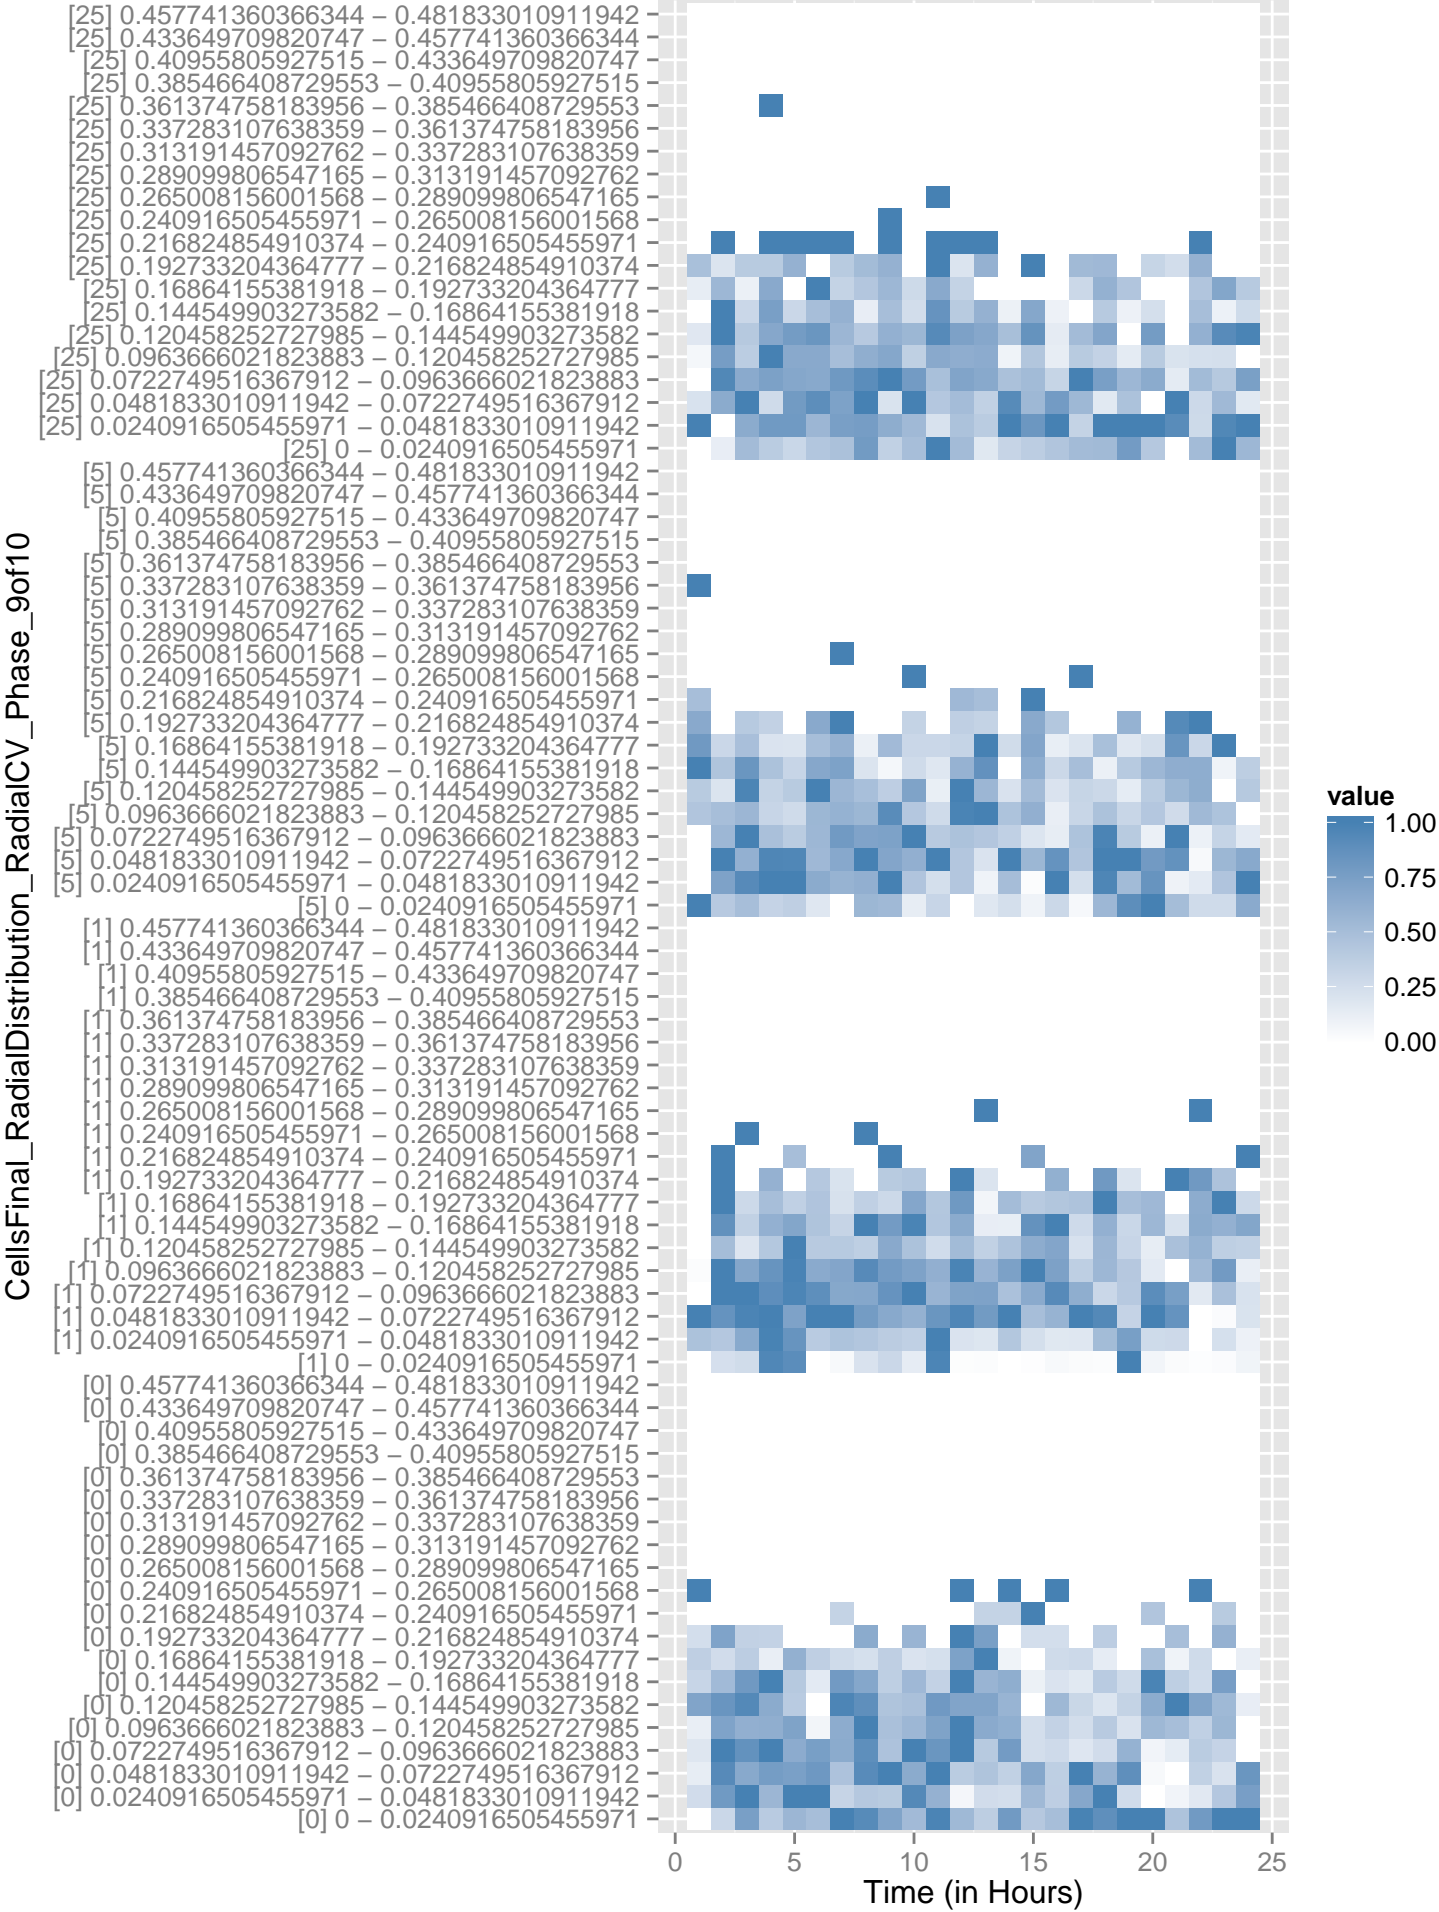 [25] 0.457741360366344 – 0.481833010911942
[25] 0.433649709820747 – 0.457741360366344
[25] 0.40955805927515 – 0.433649709820747
[25] 0.385466408729553 – 0.40955805927515
[25] 0.361374758183956 – 0.385466408729553
[25] 0.337283107638359 – 0.361374758183956
[25] 0.313191457092762 – 0.337283107638359
[25] 0.289099806547165 – 0.313191457092762
[25] 0.265008156001568 – 0.289099806547165
[25] 0.240916505455971 – 0.265008156001568
[25] 0.216824854910374 – 0.240916505455971
[25] 0.192733204364777 – 0.216824854910374
[25] 0.16864155381918 – 0.192733204364777
[25] 0.144549903273582 – 0.16864155381918
[25] 0.120458252727985 – 0.144549903273582
[25] 0.0963666021823883 – 0.120458252727985
[25] 0.0722749516367912 – 0.0963666021823883
[25] 0.0481833010911942 – 0.0722749516367912
[25] 0.0240916505455971 – 0.0481833010911942
[25] 0 – 0.0240916505455971
[5] 0.457741360366344 – 0.481833010911942
[5] 0.433649709820747 – 0.457741360366344
[5] 0.40955805927515 – 0.433649709820747
[5] 0.385466408729553 – 0.40955805927515
[5] 0.361374758183956 – 0.385466408729553
[5] 0.337283107638359 – 0.361374758183956
[5] 0.313191457092762 – 0.337283107638359
[5] 0.289099806547165 – 0.313191457092762
[5] 0.265008156001568 – 0.289099806547165
[5] 0.240916505455971 – 0.265008156001568
[5] 0.216824854910374 – 0.240916505455971
[5] 0.192733204364777 – 0.216824854910374
[5] 0.16864155381918 – 0.192733204364777
[5] 0.144549903273582 – 0.16864155381918
[5] 0.120458252727985 – 0.144549903273582
[5] 0.0963666021823883 – 0.120458252727985
[5] 0.0722749516367912 – 0.0963666021823883
[5] 0.0481833010911942 – 0.0722749516367912
[5] 0.0240916505455971 – 0.0481833010911942
[5] 0 – 0.0240916505455971
[1] 0.457741360366344 – 0.481833010911942
[1] 0.433649709820747 – 0.457741360366344
[1] 0.40955805927515 – 0.433649709820747
[1] 0.385466408729553 – 0.40955805927515
[1] 0.361374758183956 – 0.385466408729553
[1] 0.337283107638359 – 0.361374758183956
[1] 0.313191457092762 – 0.337283107638359
[1] 0.289099806547165 – 0.313191457092762
[1] 0.265008156001568 – 0.289099806547165
[1] 0.240916505455971 – 0.265008156001568
[1] 0.216824854910374 – 0.240916505455971
[1] 0.192733204364777 – 0.216824854910374
[1] 0.16864155381918 – 0.192733204364777
[1] 0.144549903273582 – 0.16864155381918
[1] 0.120458252727985 – 0.144549903273582
[1] 0.0963666021823883 – 0.120458252727985
[1] 0.0722749516367912 – 0.0963666021823883
[1] 0.0481833010911942 – 0.0722749516367912
[1] 0.0240916505455971 – 0.0481833010911942
[1] 0 – 0.0240916505455971
[0] 0.457741360366344 – 0.481833010911942
[0] 0.433649709820747 – 0.457741360366344
[0] 0.40955805927515 – 0.433649709820747
[0] 0.385466408729553 – 0.40955805927515
[0] 0.361374758183956 – 0.385466408729553
[0] 0.337283107638359 – 0.361374758183956
[0] 0.313191457092762 – 0.337283107638359
[0] 0.289099806547165 – 0.313191457092762
[0] 0.265008156001568 – 0.289099806547165
[0] 0.240916505455971 – 0.265008156001568
[0] 0.216824854910374 – 0.240916505455971
[0] 0.192733204364777 – 0.216824854910374
[0] 0.16864155381918 – 0.192733204364777
[0] 0.144549903273582 – 0.16864155381918
[0] 0.120458252727985 – 0.144549903273582
[0] 0.0963666021823883 – 0.120458252727985
[0] 0.0722749516367912 – 0.0963666021823883
[0] 0.0481833010911942 – 0.0722749516367912
[0] 0.0240916505455971 – 0.0481833010911942
[0] 0 – 0.0240916505455971
CellsFinal_RadialDistribution_RadialCV_Phase_9of10
0 5 10 15 20 25
Time (in Hours)
value
1.00
0.75
0.50
0.25
0.00